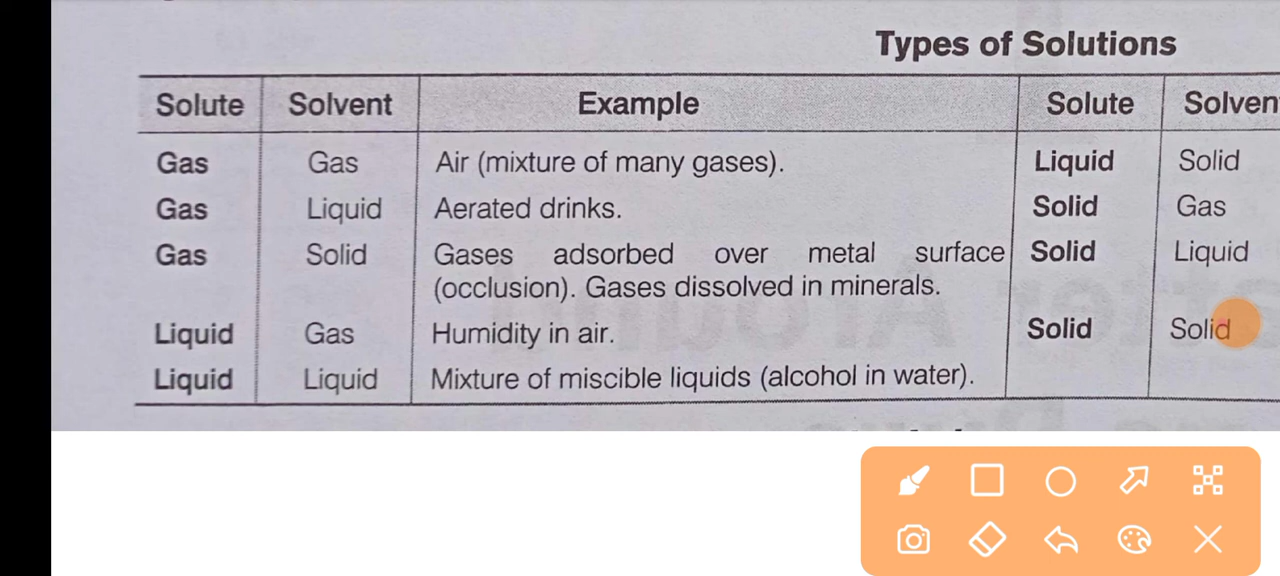 Types of Solutions
Solute Solvent Example Solute Solven
Gas Gas Air (mixture of many gases). Liquid Solid
Gas Liquid Aerated drinks. Solid Gas
Gas Solid Gases adsorbed over metal surface Solid Liquid
(occlusion). Gases dissolved in minerals.
Liquid Gas Humidity in air. Solid Solid
Liquid Liquid Mixture of miscible liquids (alcohol in water).